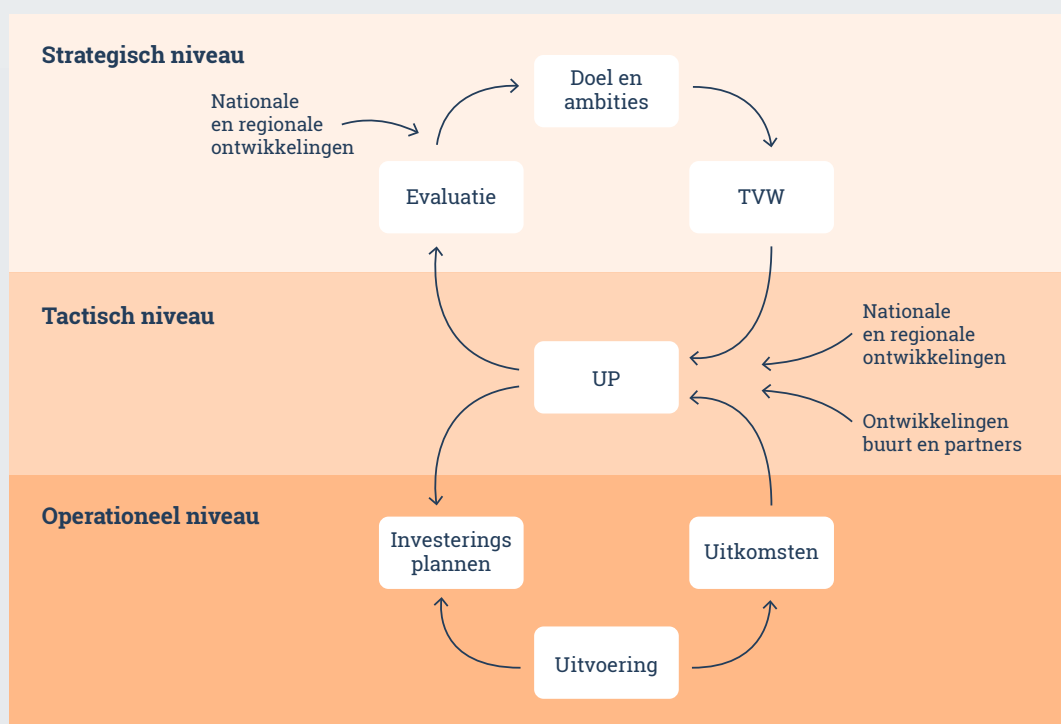 Strategisch niveau
Doel en
ambities
Nationale
en regionale
ontwikkelingen
Evaluatie
TVW
Tactisch niveau
Nationale
en regionale
ontwikkelingen
UP
Ontwikkelingen
buurt en partners
Operationeel niveau
Investerings
plannen
Uitkomsten
Uitvoering